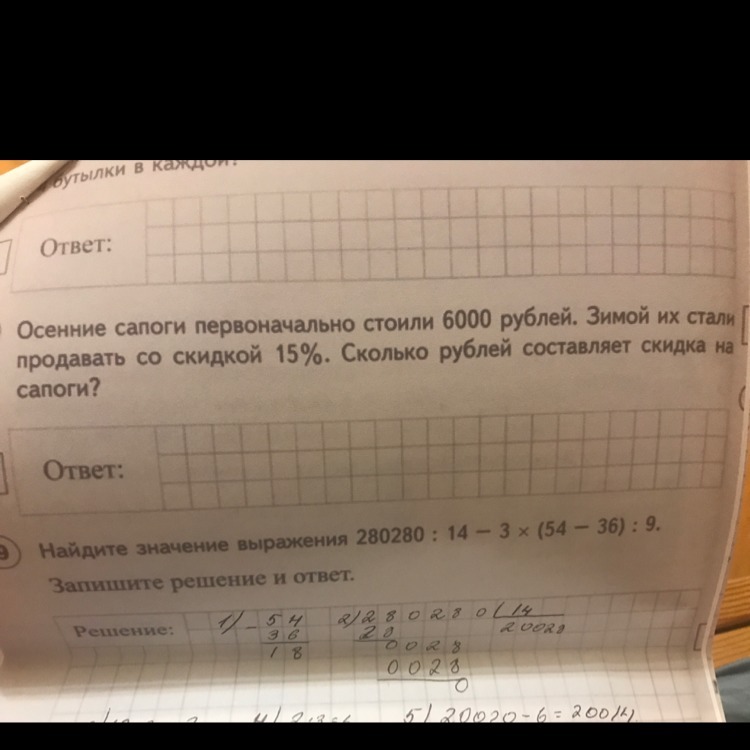 бутылки в каждой?
Ответ:
Осенние сапоги первоначально стоили 6000 рублей. Зимой их стали
продавать со скидкой 15%. Сколько рублей составляет скидка на
сапоги?
Ответ:
9 Найдите значение выражения 280280 : 14 − 3 × (54 − 36) : 9.
Запишите решение и ответ.
Решение: 1) − 54 2) 280280 14
36 28 20020
18 0028
0028
0
4) 5) 20020 - 6 = 20014